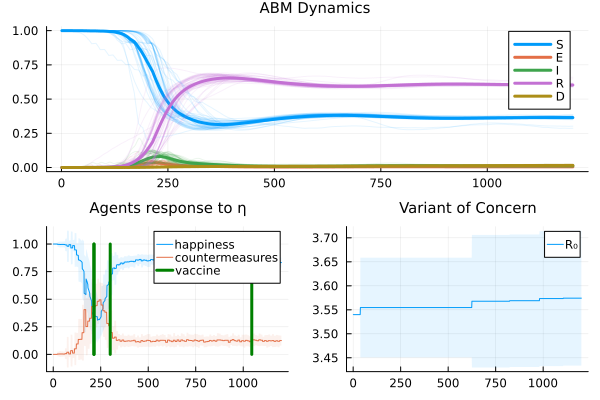 ABM Dynamics
1.00
0.75
0.50
0.25
0.00
S
E
I
R
D
0 250 500 750 1000
Agents response to η
1.00
0.75
0.50
0.25
0.00
happiness
countermeasures
vaccine
0 250 500 750 1000
Variant of Concern
3.70
3.65
3.60
3.55
3.50
3.45
R₀
0 250 500 750 1000